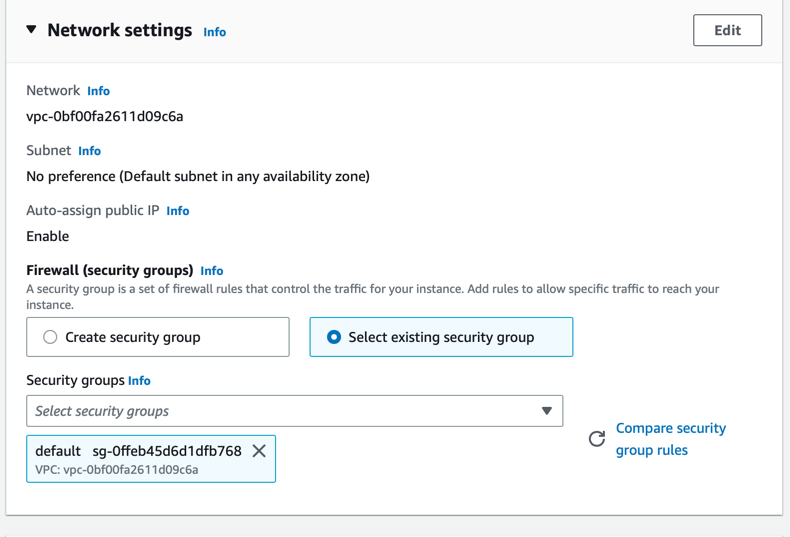 Network settings Info
Edit
Network Info
vpc-0bf00fa2611d09c6a
Subnet Info
No preference (Default subnet in any availability zone)
Auto-assign public IP Info
Enable
Firewall (security groups) Info
A security group is a set of firewall rules that control the traffic for your instance. Add rules to allow specific traffic to reach your
instance.
Create security group
Select existing security group
Security groups Info
Select security groups
Compare security
group rules
default sg-0ffeb45d6d1dfb768
VPC: vpc-0bf00fa2611d09c6a